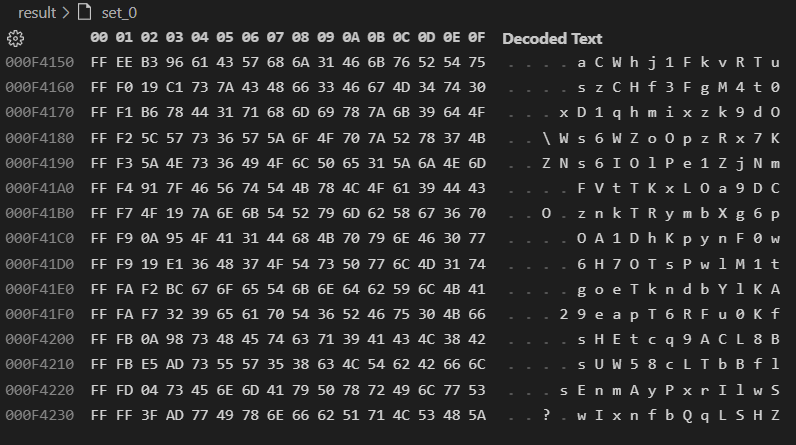 result > set_0
00 01 02 03 04 05 06 07 08 09 0A 0B 0C 0D 0E 0F Decoded Text
000F4150 FF EE B3 96 61 43 57 68 6A 31 46 6B 76 52 54 75 . . . . a C W h j 1 F k v R T u
000F4160 FF F0 19 C1 73 7A 43 48 66 33 46 67 4D 34 74 30 . . . . s z C H f 3 F g M 4 t 0
000F4170 FF F1 B6 78 44 31 71 68 6D 69 78 7A 6B 39 64 4F . . . x D 1 q h m i x z k 9 d O
000F4180 FF F2 5C 57 73 36 57 5A 6F 4F 70 7A 52 78 37 4B . . \ W s 6 W Z o O p z R x 7 K
000F4190 FF F3 5A 4E 73 36 49 4F 6C 50 65 31 5A 6A 4E 6D . . Z N s 6 I O l P e 1 Z j N m
000F41A0 FF F4 91 7F 46 56 74 54 4B 78 4C 4F 61 39 44 43 . . . . F V t T K x L O a 9 D C
000F41B0 FF F7 4F 19 7A 6E 6B 54 52 79 6D 62 58 67 36 70 . . O . z n k T R y m b X g 6 p
000F41C0 FF F9 0A 95 4F 41 31 44 68 4B 70 79 6E 46 30 77 . . . . O A 1 D h K p y n F 0 w
000F41D0 FF F9 19 E1 36 48 37 4F 54 73 50 77 6C 4D 31 74 . . . . 6 H 7 O T s P w l M 1 t
000F41E0 FF FA F2 BC 67 6F 65 54 6B 6E 64 62 59 6C 4B 41 . . . . g o e T k n d b Y l K A
000F41F0 FF FA F7 32 39 65 61 70 54 36 52 46 75 30 4B 66 . . . 2 9 e a p T 6 R F u 0 K f
000F4200 FF FB 0A 98 73 48 45 74 63 71 39 41 43 4C 38 42 . . . . s H E t c q 9 A C L 8 B
000F4210 FF FB E5 AD 73 55 57 35 38 63 4C 54 62 42 66 6C . . . . s U W 5 8 c L T b B f l
000F4220 FF FD 04 73 45 6E 6D 41 79 50 78 72 49 6C 77 53 . . . s E n m A y P x r I l w S
000F4230 FF FF 3F AD 77 49 78 6E 66 62 51 71 4C 53 48 5A . . ? . w I x n f b Q q L S H Z